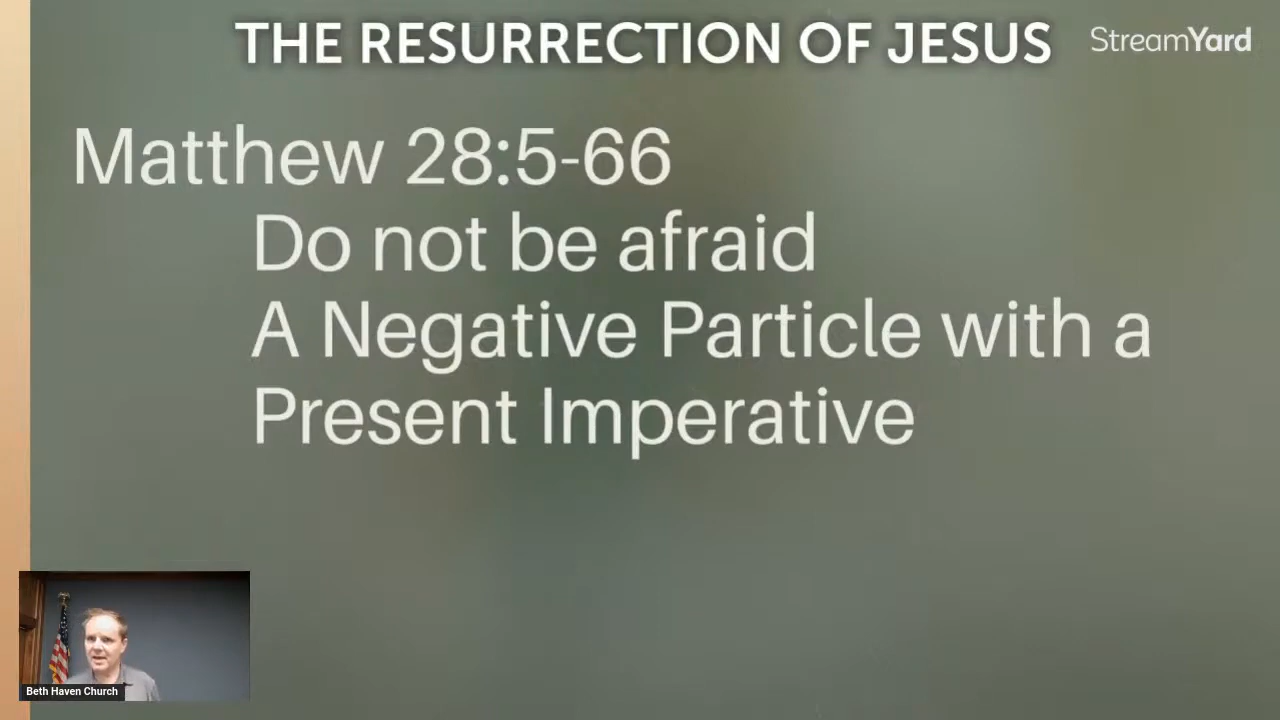 THE RESURRECTION OF JESUS
StreamYard
Matthew 28:5-66
Do not be afraid
A Negative Particle with a
Present Imperative
Beth Haven Church